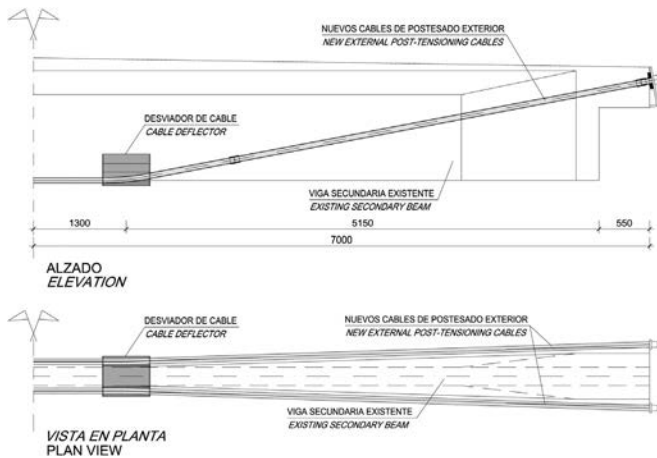 NUEVOS CABLES DE POSTESADO EXTERIOR
NEW EXTERNAL POST-TENSIONING CABLES
DESVIADOR DE CABLE
CABLE DEFLECTOR
VIGA SECUNDARIA EXISTENTE
EXISTING SECONDARY BEAM
1300
5150
550
7000
ALZADO
ELEVATION
DESVIADOR DE CABLE
CABLE DEFLECTOR
NUEVOS CABLES DE POSTESADO EXTERIOR
NEW EXTERNAL POST-TENSIONING CABLES
VIGA SECUNDARIA EXISTENTE
EXISTING SECONDARY BEAM
VISTA EN PLANTA
PLAN VIEW